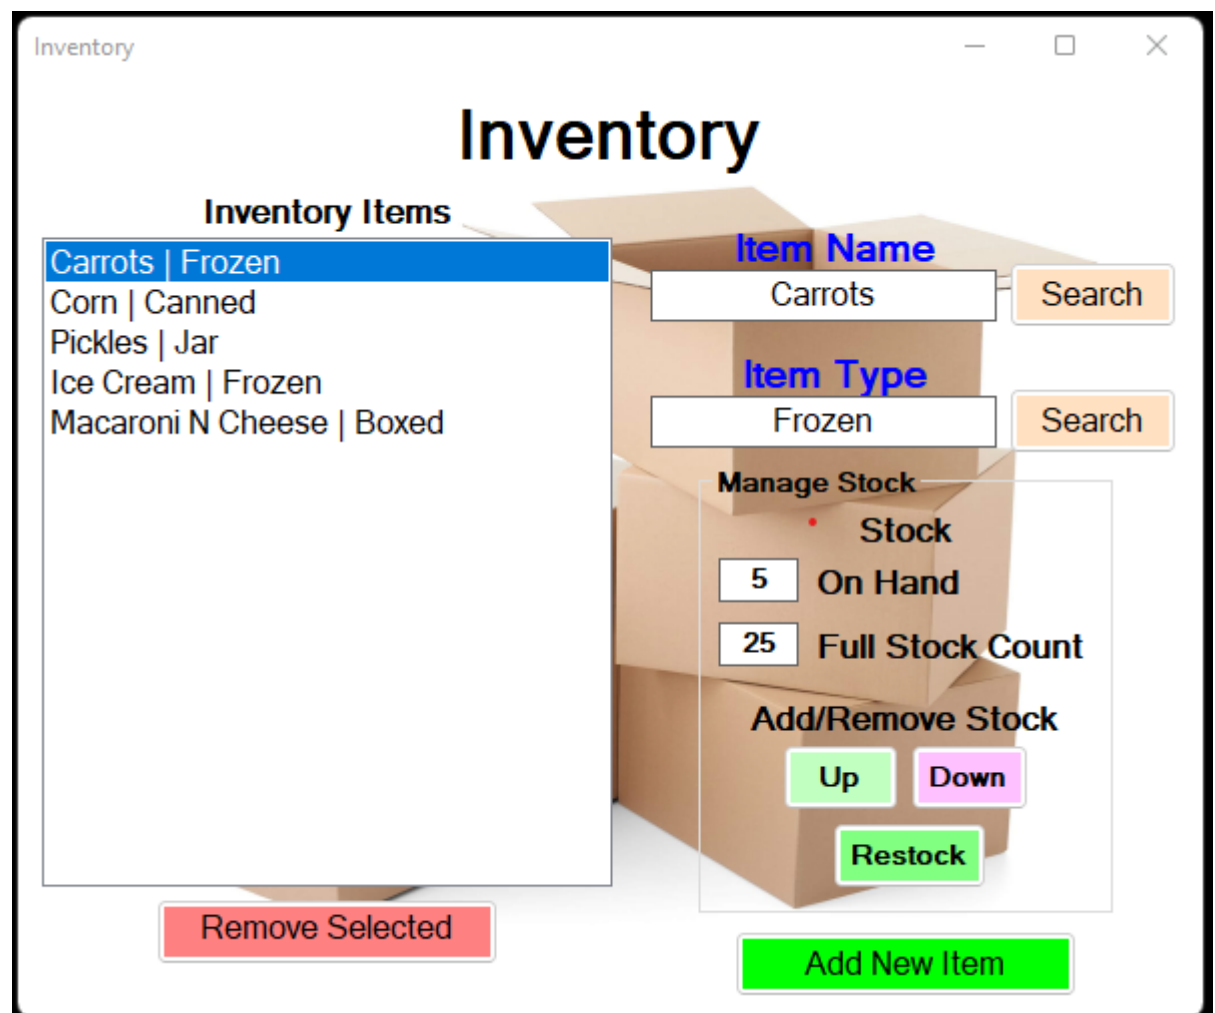 Inventory
Inventory
Inventory Items
Carrots | Frozen
Corn | Canned
Pickles | Jar
Ice Cream | Frozen
Macaroni N Cheese | Boxed
Remove Selected
Item Name
Carrots
Search
Item Type
Frozen
Search
Manage Stock
Stock
5 On Hand
25 Full Stock Count
Add/Remove Stock
Up Down
Restock
Add New Item